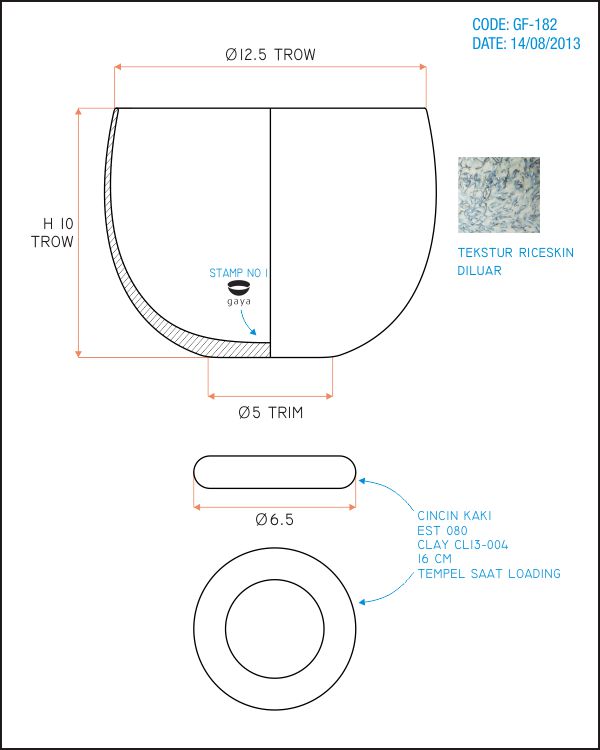 CODE: GF-182
DATE: 14/08/2013
Ø12.5 TROW
H 10
TROW
TEKSTUR RICESKIN
DILUAR
STAMP NO 1
gaya
Ø5 TRIM
Ø6.5
CINCIN KAKI
EST 080
CLAY CL13-004
16 CM
TEMPEL SAAT LOADING